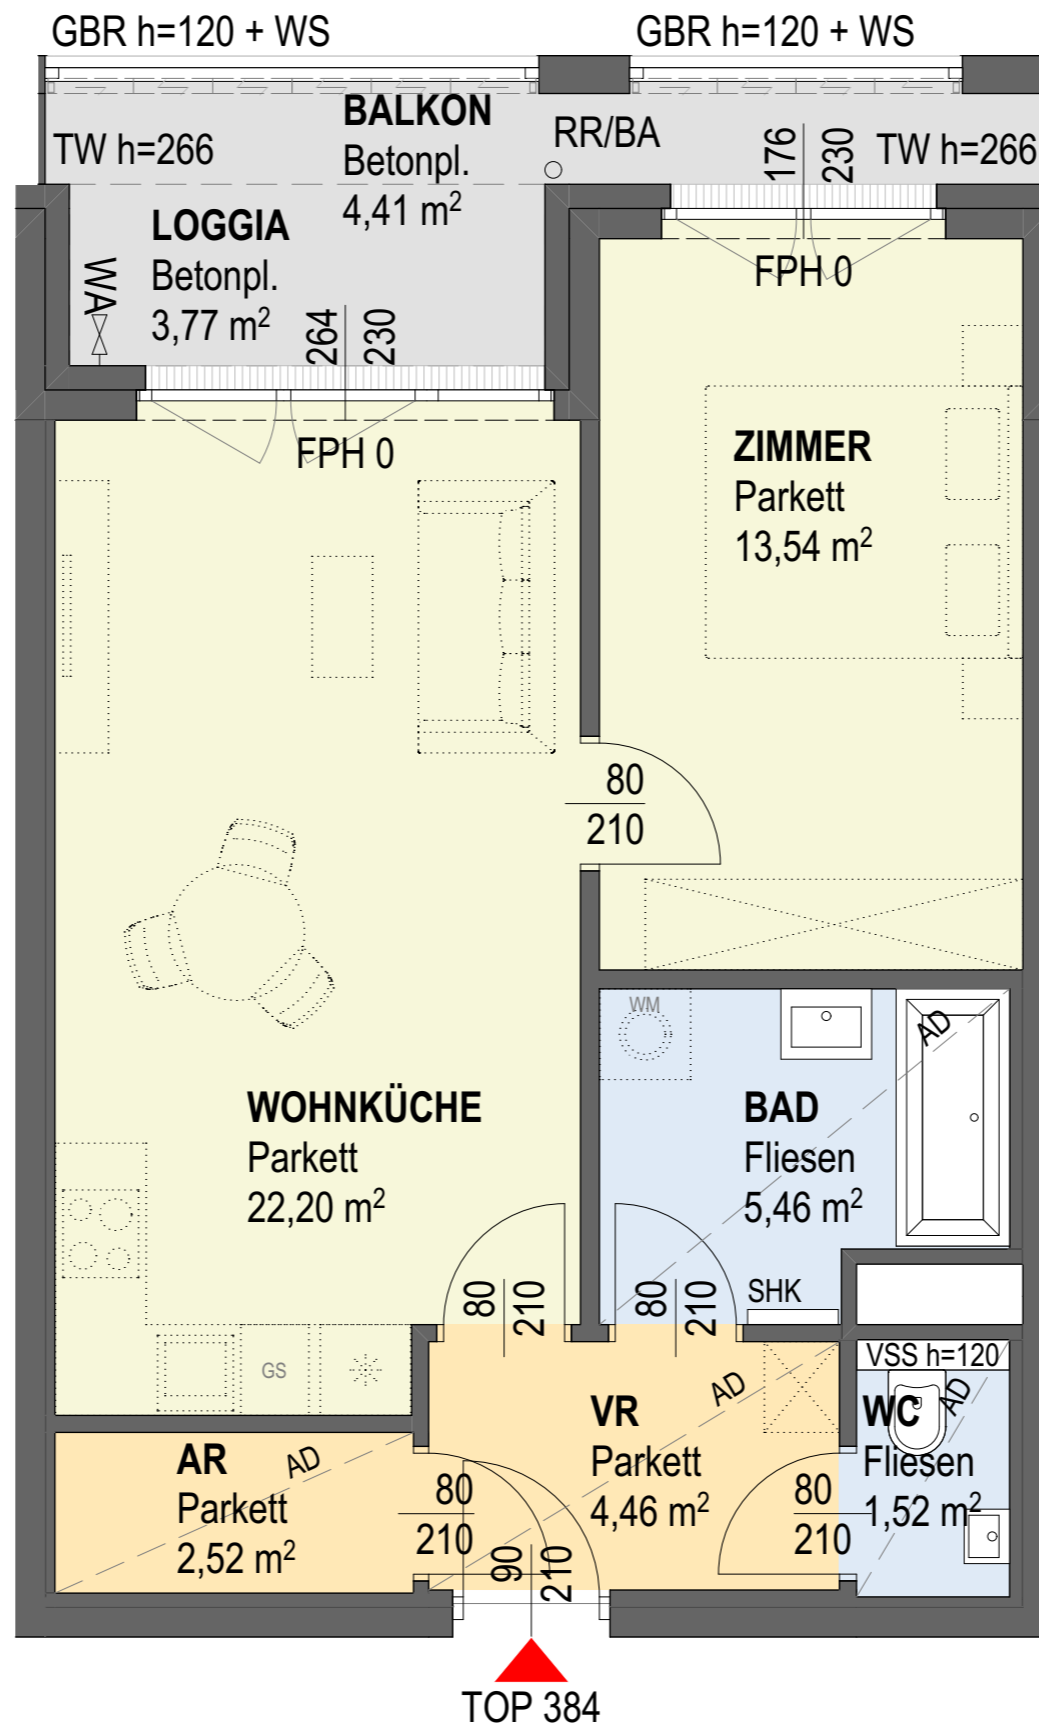 GBR h=120 + WS
GBR h=120 + WS
BALKON
Betonpl.
4,41 m²
TW h=266
RR/BA
176
230
TW h=266
LOGGIA
Betonpl.
3,77 m²
WA
264
230
FPH 0
FPH 0
ZIMMER
Parkett
13,54 m²
80
210
WM
AD
WOHNKÜCHE
Parkett
22,20 m²
BAD
Fliesen
5,46 m²
80
210
80
210
SHK
GS
VSS h=120
AD
AD
VR
Parkett
4,46 m²
WC
Fliesen
1,52 m²
AR
Parkett
2,52 m²
AD
80
210
90
210
80
210
TOP 384